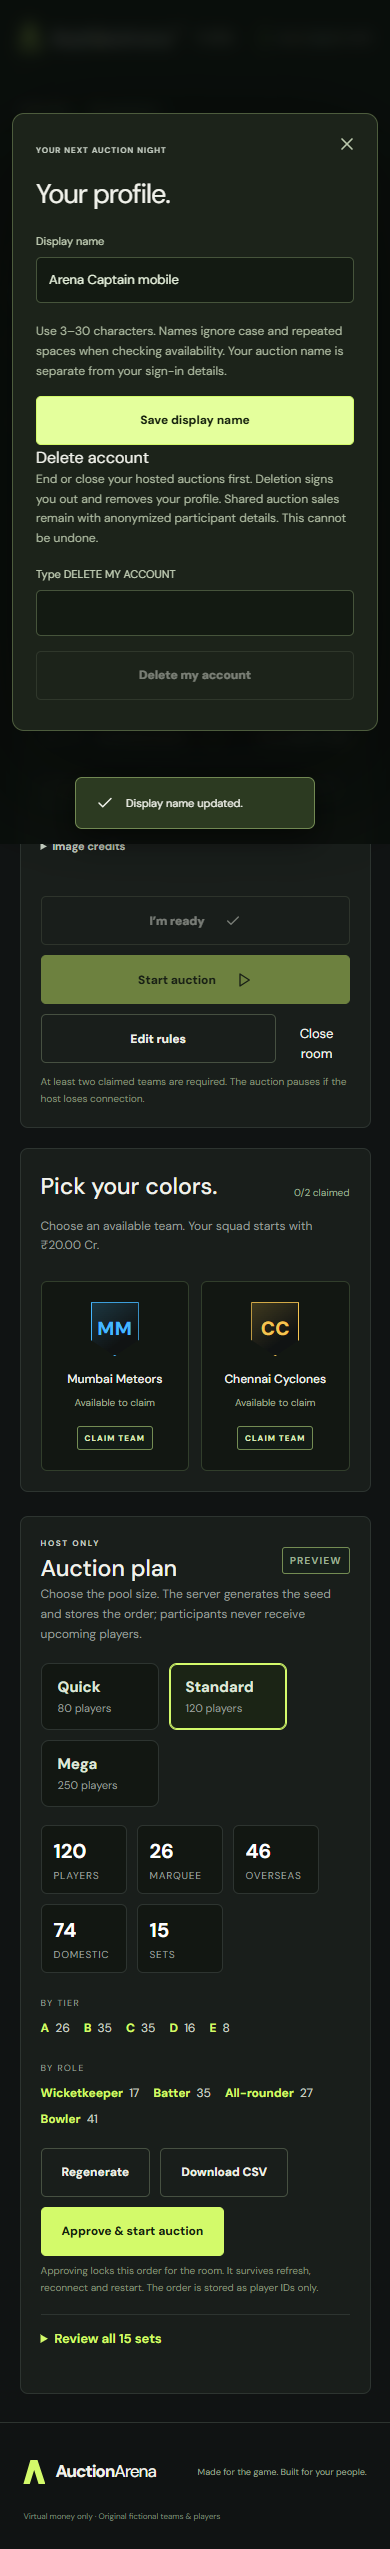 YOUR NEXT AUCTION NIGHT
Your profile.
Display name
Arena Captain mobile
Use 3–30 characters. Names ignore case and repeated
spaces when checking availability. Your auction name is
separate from your sign-in details.
Save display name
Delete account
End or close your hosted auctions first. Deletion signs
you out and removes your profile. Shared auction sales
remain with anonymized participant details. This cannot
be undone.
Type DELETE MY ACCOUNT
Delete my account
Display name updated.
Image credits
I'm ready
Start auction
Edit rules
Close
room
At least two claimed teams are required. The auction pauses if the
host loses connection.
Pick your colors.
0/2 claimed
Choose an available team. Your squad starts with
₹20.00 Cr.
MM
CC
Mumbai Meteors
Chennai Cyclones
Available to claim
Available to claim
CLAIM TEAM
CLAIM TEAM
HOST ONLY
Auction plan
PREVIEW
Choose the pool size. The server generates the seed
and stores the order; participants never receive
upcoming players.
Quick
80 players
Standard
120 players
Mega
250 players
120
PLAYERS
26
MARQUEE
46
OVERSEAS
74
DOMESTIC
15
SETS
BY TIER
A 26 B 35 C 35 D 16 E 8
BY ROLE
Wicketkeeper 17 Batter 35 All-rounder 27
Bowler 41
Regenerate
Download CSV
Approve & start auction
Approving locks this order for the room. It survives refresh,
reconnect and restart. The order is stored as player IDs only.
Review all 15 sets
AuctionArena
Made for the game. Built for your people.
Virtual money only · Original fictional teams & players